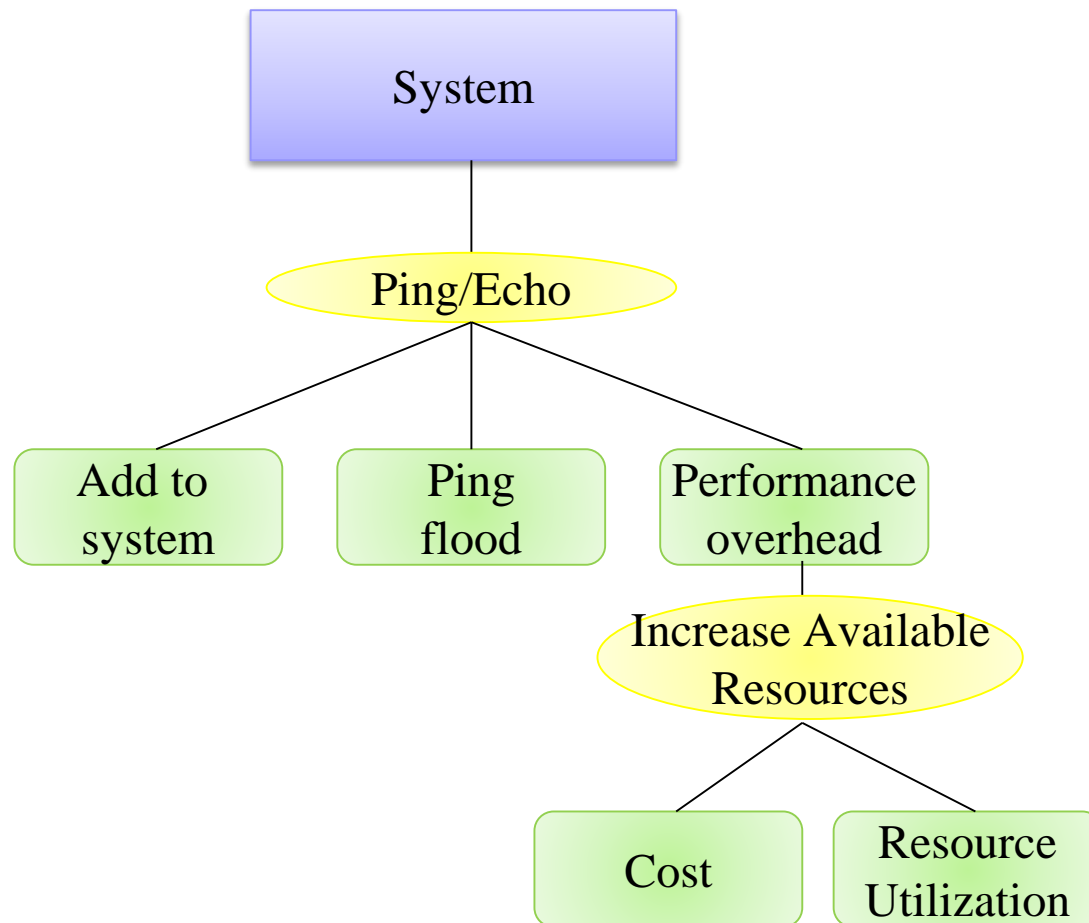 System
Ping/Echo
Add to
system
Ping
flood
Performance
overhead
Increase Available
Resources
Cost
Resource
Utilization